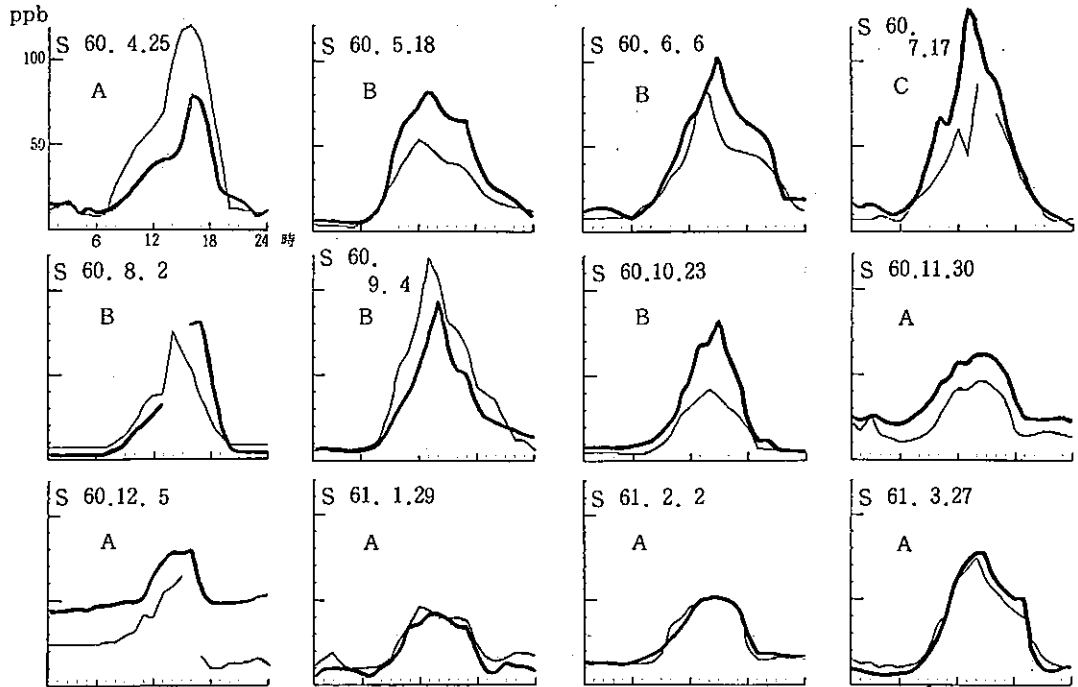 ppb
100
50
S 60. 4.25
A
6 12 18 24 時
S 60. 5.18
B
S 60. 6. 6
B
S 60.
7.17
C
S 60. 8. 2
B
S 60.
9. 4
B
S 60.10.23
B
S 60.11.30
A
S 60.12. 5
A
S 61. 1.29
A
S 61. 2. 2
A
S 61. 3.27
A